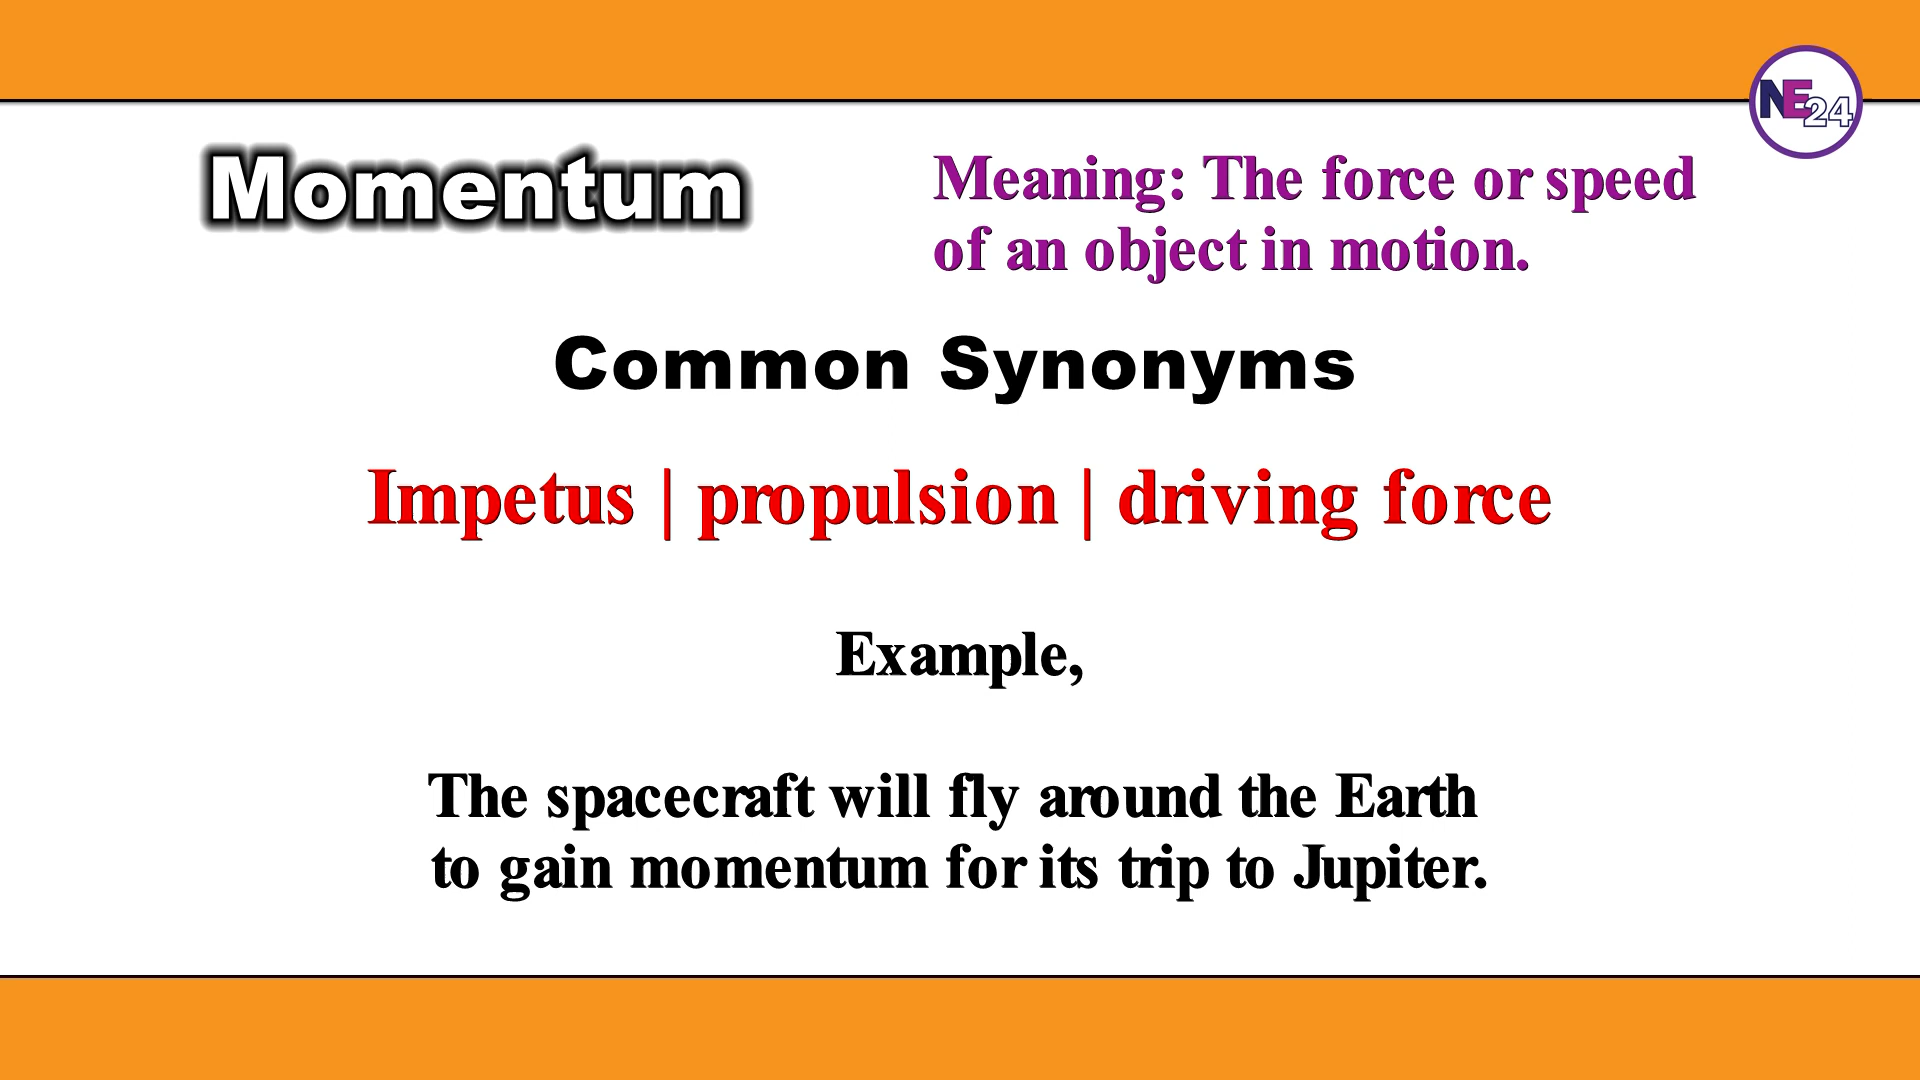 NE24
Momentum
Meaning: The force or speed
of an object in motion.
Common Synonyms
Impetus | propulsion | driving force
Example,
The spacecraft will fly around the Earth
to gain momentum for its trip to Jupiter.